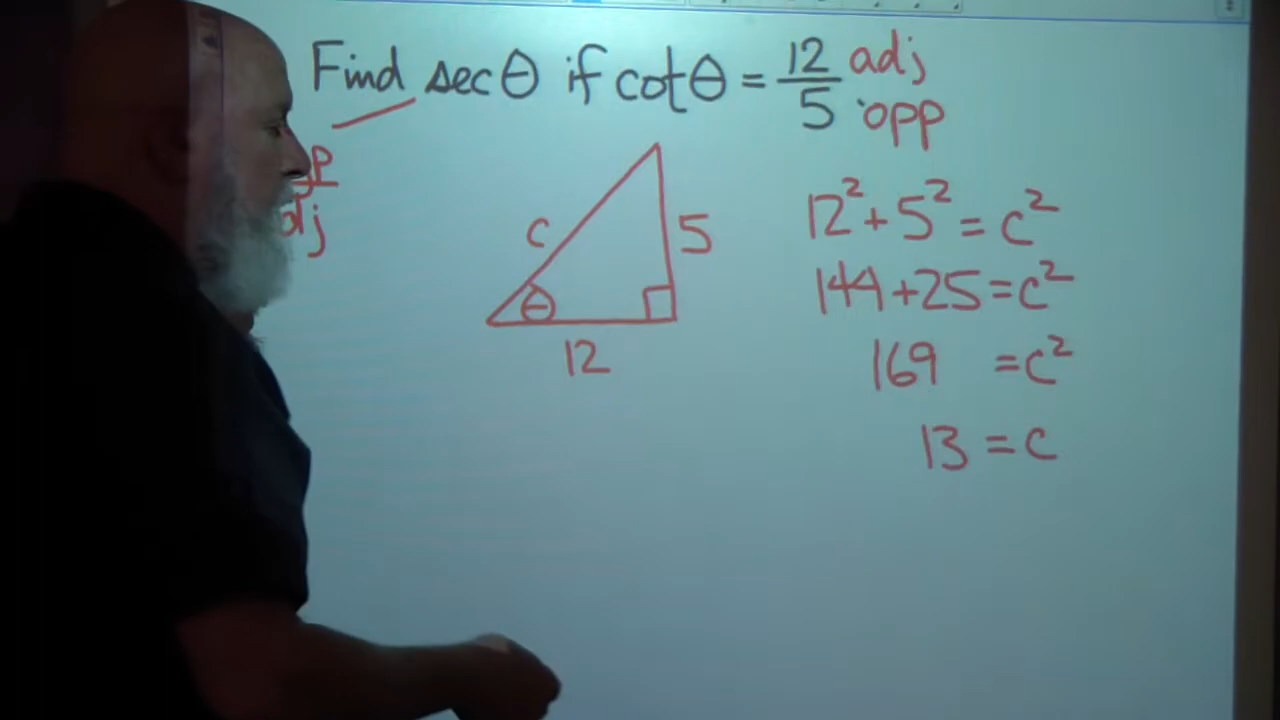 Find sec θ if cot θ = 12/5 adj/opp
c
5
θ
12
12² + 5² = c²
144 + 25 = c²
169 = c²
13 = c